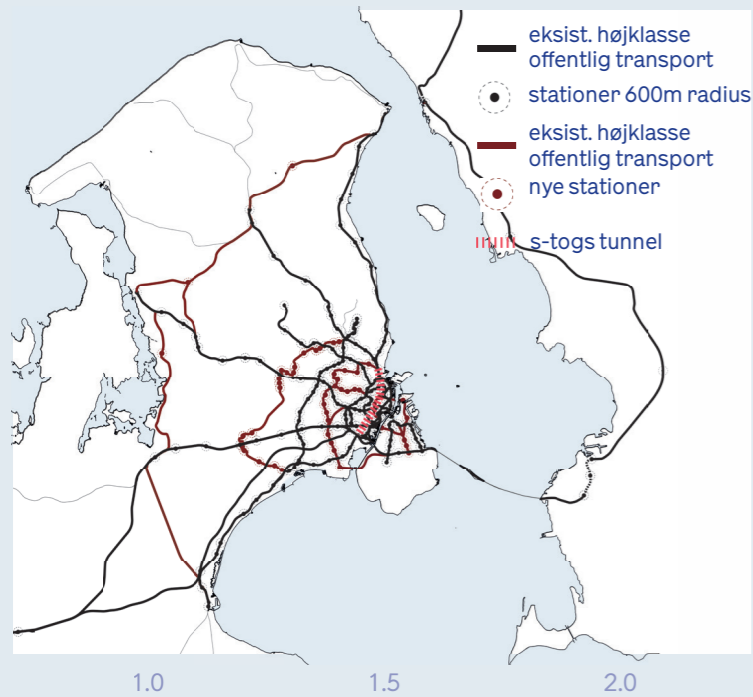 eksist. højklasse
offentlig transport
stationer 600m radius
eksist. højklasse
offentlig transport
nye stationer
s-togs tunnel
1.0
1.5
2.0